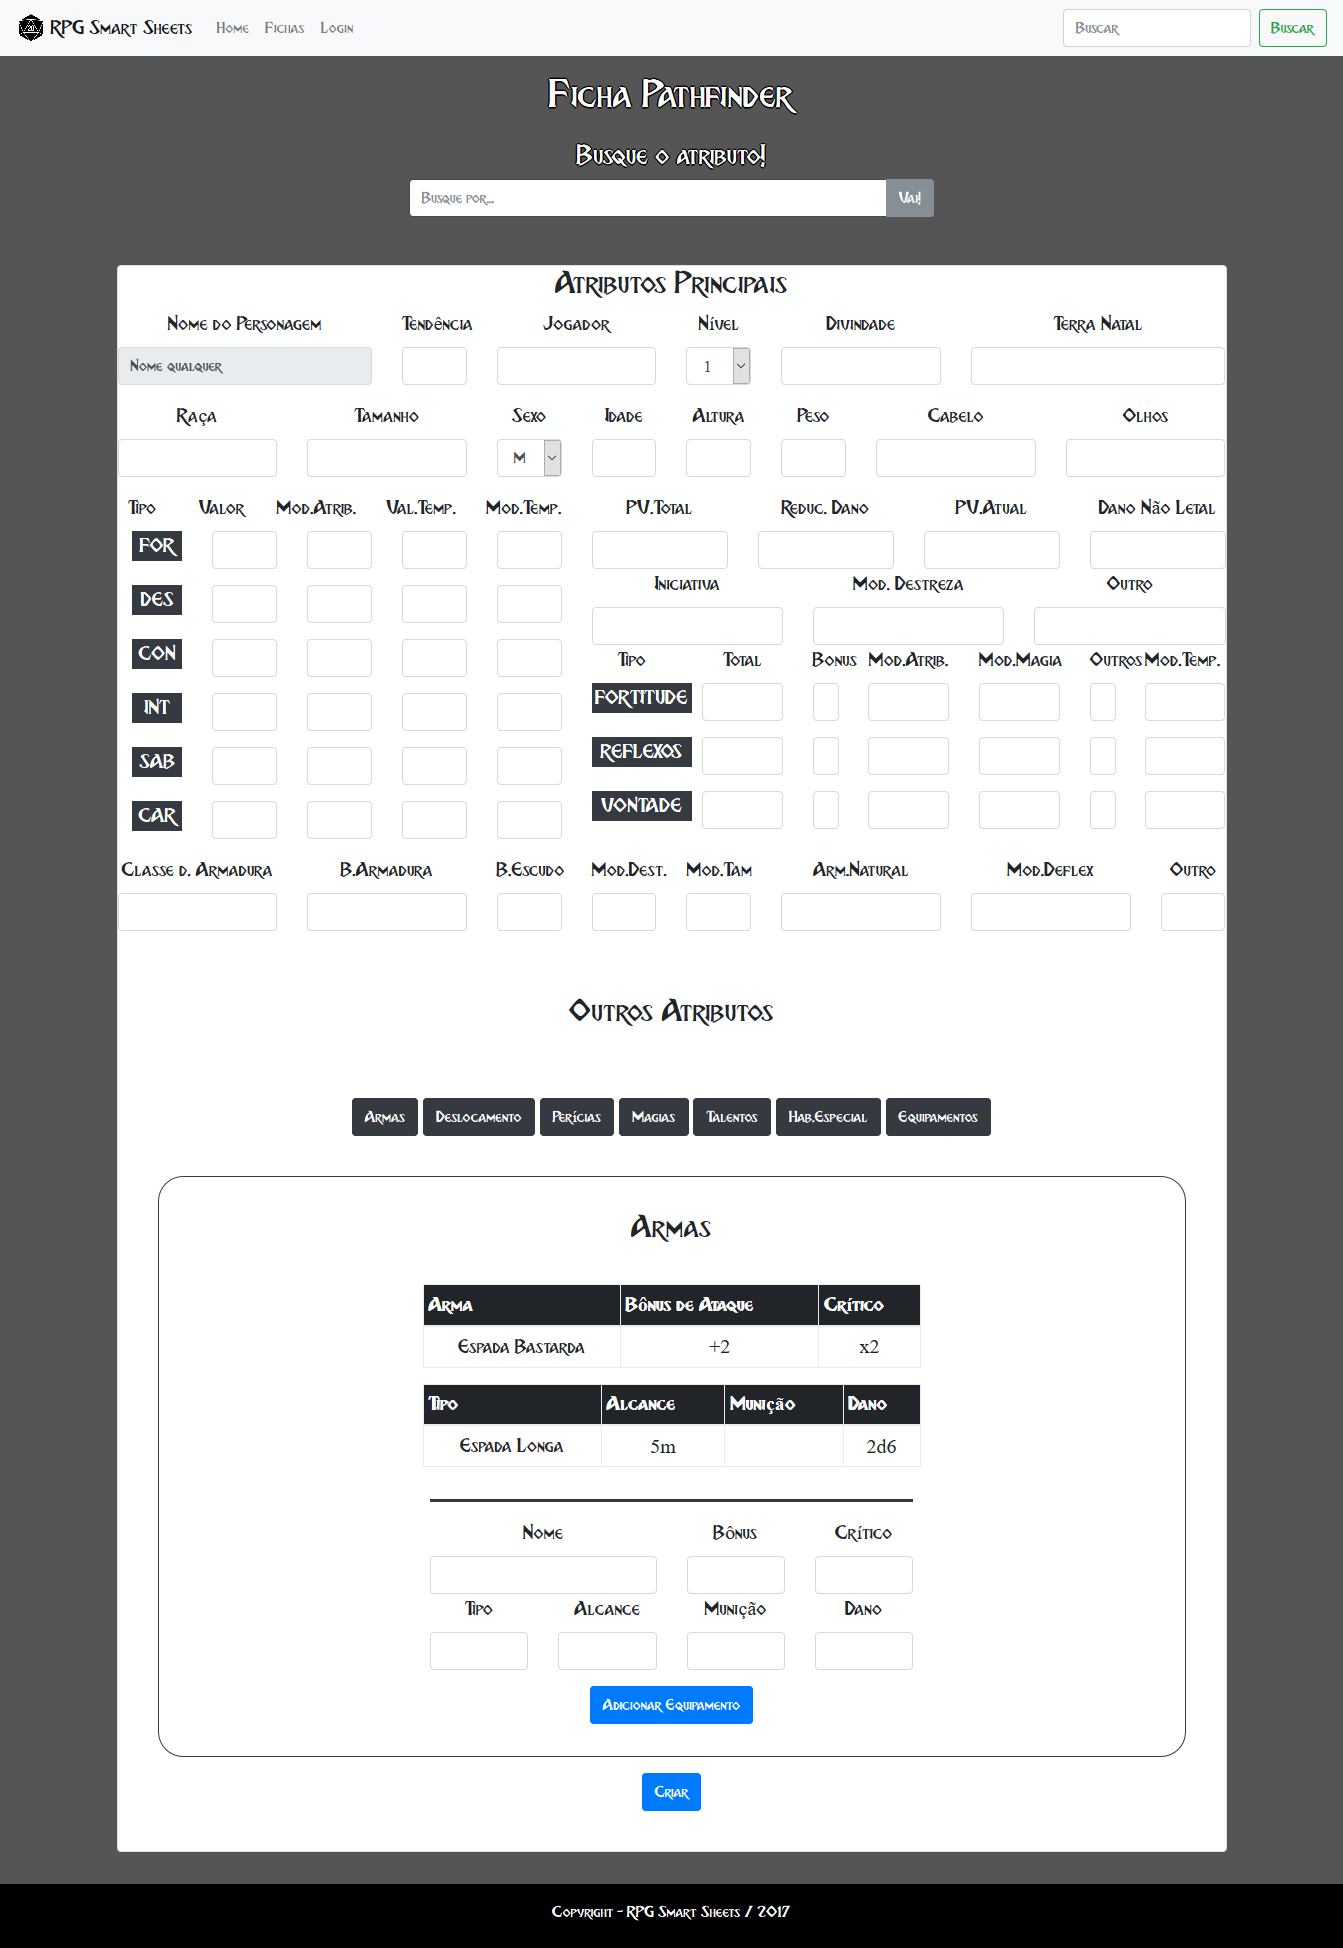 RPG Smart Sheets Home Fichas Login Buscar Buscar
Ficha Pathfinder
Busque o atributo!
Busque por... Vai!
Atributos Principais
Nome do Personagem Tendência Jogador Nível Divindade Terra Natal
Nome qualquer 1
Raça Tamanho Sexo Idade Altura Peso Cabelo Olhos
M
Tipo Valor Mod.Atrib. Val.Temp. Mod.Temp. PV.Total Reduc. Dano PV.Atual Dano Não Letal
FOR
Iniciativa Mod. Destreza Outro
DES
CON
Tipo Total Bonus Mod.Atrib. Mod.Magia Outros Mod.Temp.
INT FORTITUDE
SAB REFLEXOS
CAR VONTADE
Classe d. Armadura B.Armadura B.Escudo Mod.Dest. Mod.Tam Arm.Natural Mod.Deflex Outro
Outros Atributos
Armas Deslocamento Perícias Magias Talentos Hab.Especial Equipamentos
Armas
Arma Bônus de Ataque Crítico
Espada Bastarda +2 x2
Tipo Alcance Munição Dano
Espada Longa 5m 2d6
Nome Bônus Crítico
Tipo Alcance Munição Dano
Adicionar Equipamento
Criar
Copyright - RPG Smart Sheets / 2017